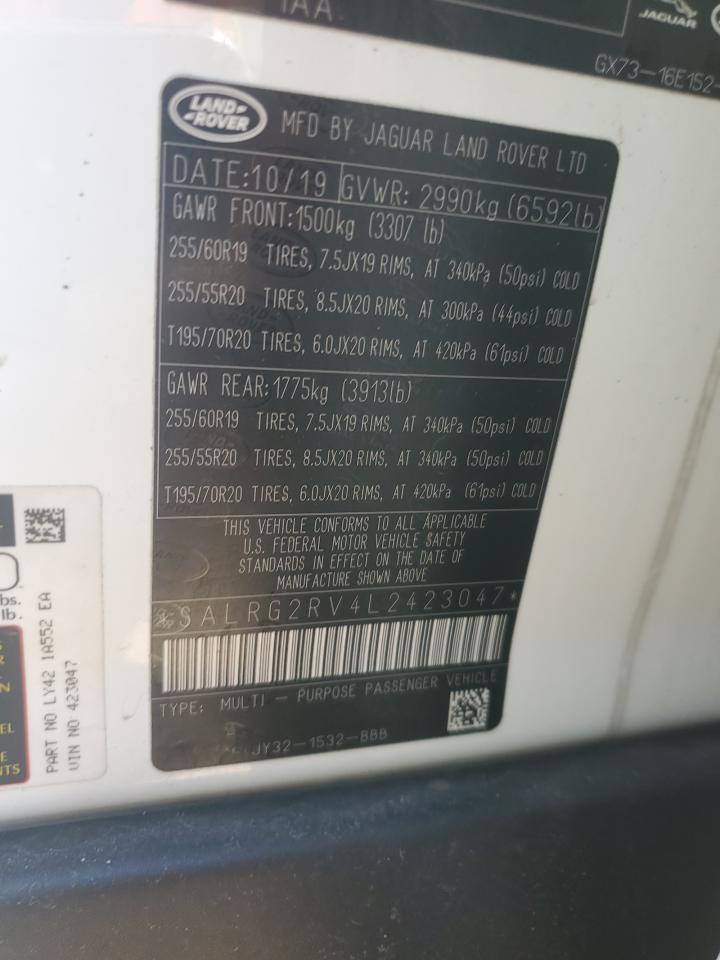 1AA
JAGUAR
GX73-16E152-
LAND-
-ROVER
MFD BY JAGUAR LAND ROVER LTD
DATE:10/19 GVWR: 2990kg (6592lb)
GAWR FRONT:1500kg (3307 lb)
255/60R19 TIRES, 7.5JX19 RIMS, AT 340kPa (50psi) COLD
255/55R20 TIRES, 8.5JX20 RIMS, AT 300kPa (44psi) COLD
T195/70R20 TIRES, 6.0JX20 RIMS, AT 420kPa (61psi) COLD
GAWR REAR:1775kg (3913lb)
255/60R19 TIRES, 7.5JX19 RIMS, AT 340kPa (50psi) COLD
255/55R20 TIRES, 8.5JX20 RIMS, AT 340kPa (50psi) COLD
T195/70R20 TIRES, 6.0JX20 RIMS, AT 420kPa (61psi) COLD
THIS VEHICLE CONFORMS TO ALL APPLICABLE
U.S. FEDERAL MOTOR VEHICLE SAFETY
STANDARDS IN EFFECT ON THE DATE OF
MANUFACTURE SHOWN ABOVE
*SALRG2RV4L2423047*
TYPE: MULTI - PURPOSE PASSENGER VEHICLE
JY32-1532-BBB
PART NO LY42 1A552 EA
VIN NO 423047
bs.
lb.